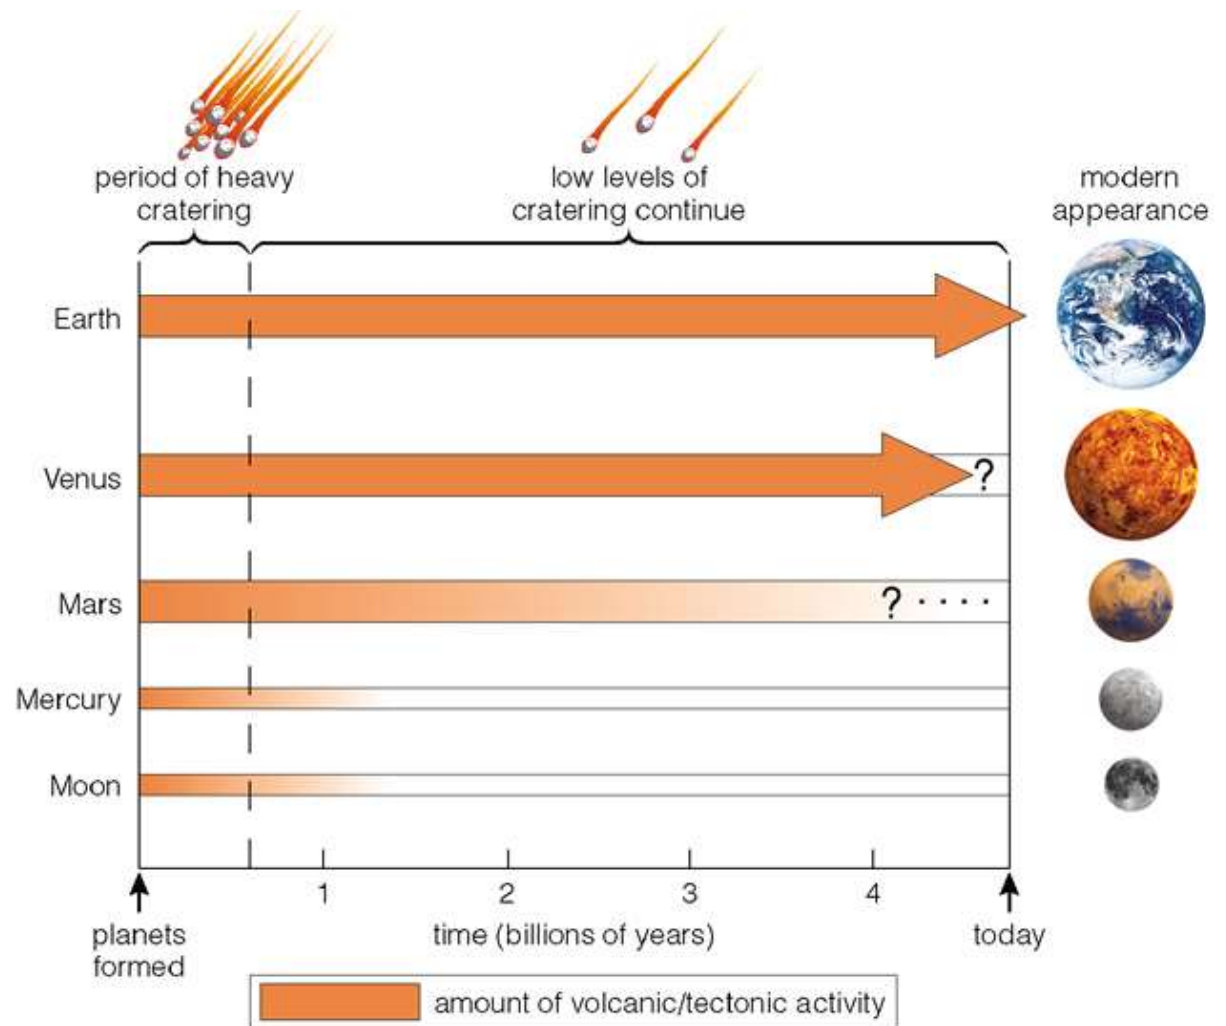 period of heavy
cratering
low levels of
cratering continue
modern
appearance
Earth
Venus
?
Mars
? . . . .
Mercury
Moon
1
2
3
4
planets
formed
time (billions of years)
today
amount of volcanic/tectonic activity